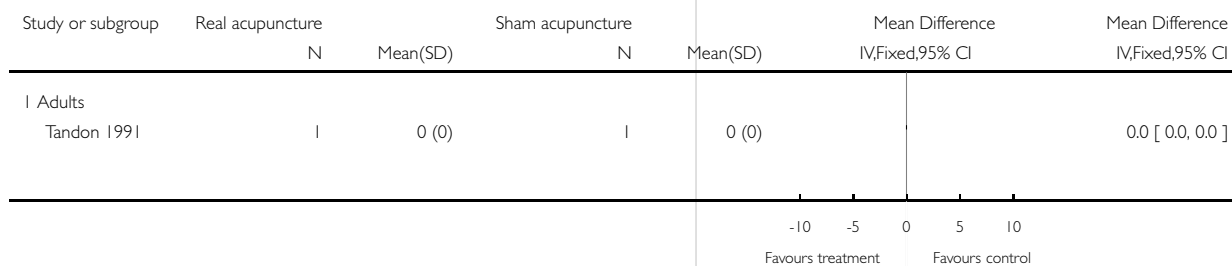 Study or subgroup Real acupuncture Sham acupuncture Mean Difference Mean Difference
N Mean(SD) N Mean(SD) IV,Fixed,95% CI IV,Fixed,95% CI
1 Adults
Tandon 1991 1 0 (0) 1 0 (0) 0.0 [ 0.0, 0.0 ]
-10 -5 0 5 10
Favours treatment Favours control